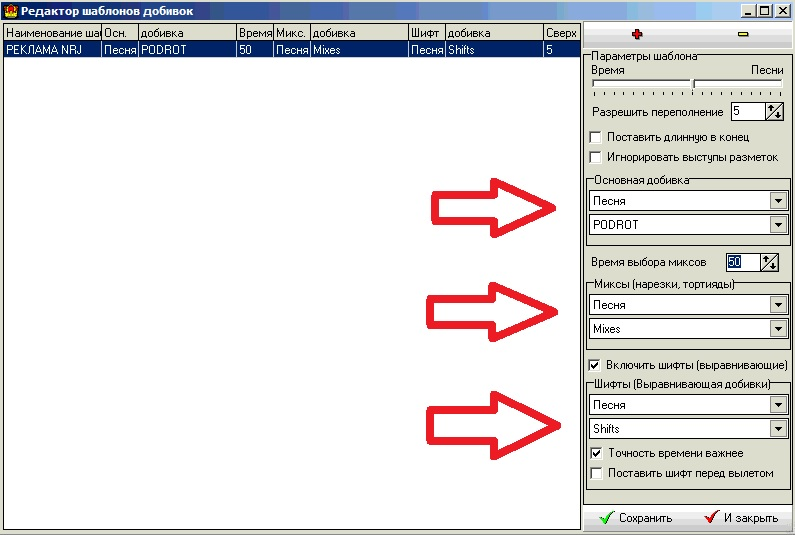 Редактор шаблонов добивок
Наименование ша Осн. добивка Время Микс. добивка Шифт добивка Сверх
РЕКЛАМА NRJ Песня PODROT 50 Песня Mixes Песня Shifts 5
Параметры шаблона
Время Песни
Разрешить переполнение 5
Поставить длинную в конец
Игнорировать выступы разметок
Основная добивка
Песня
PODROT
Время выбора миксов 50
Миксы (нарезки, тортияды)
Песня
Mixes
Включить шифты (выравнивающие)
Шифты (Выравнивающая добивки)
Песня
Shifts
Точность времени важнее
Поставить шифт перед вылетом
Сохранить И закрыть